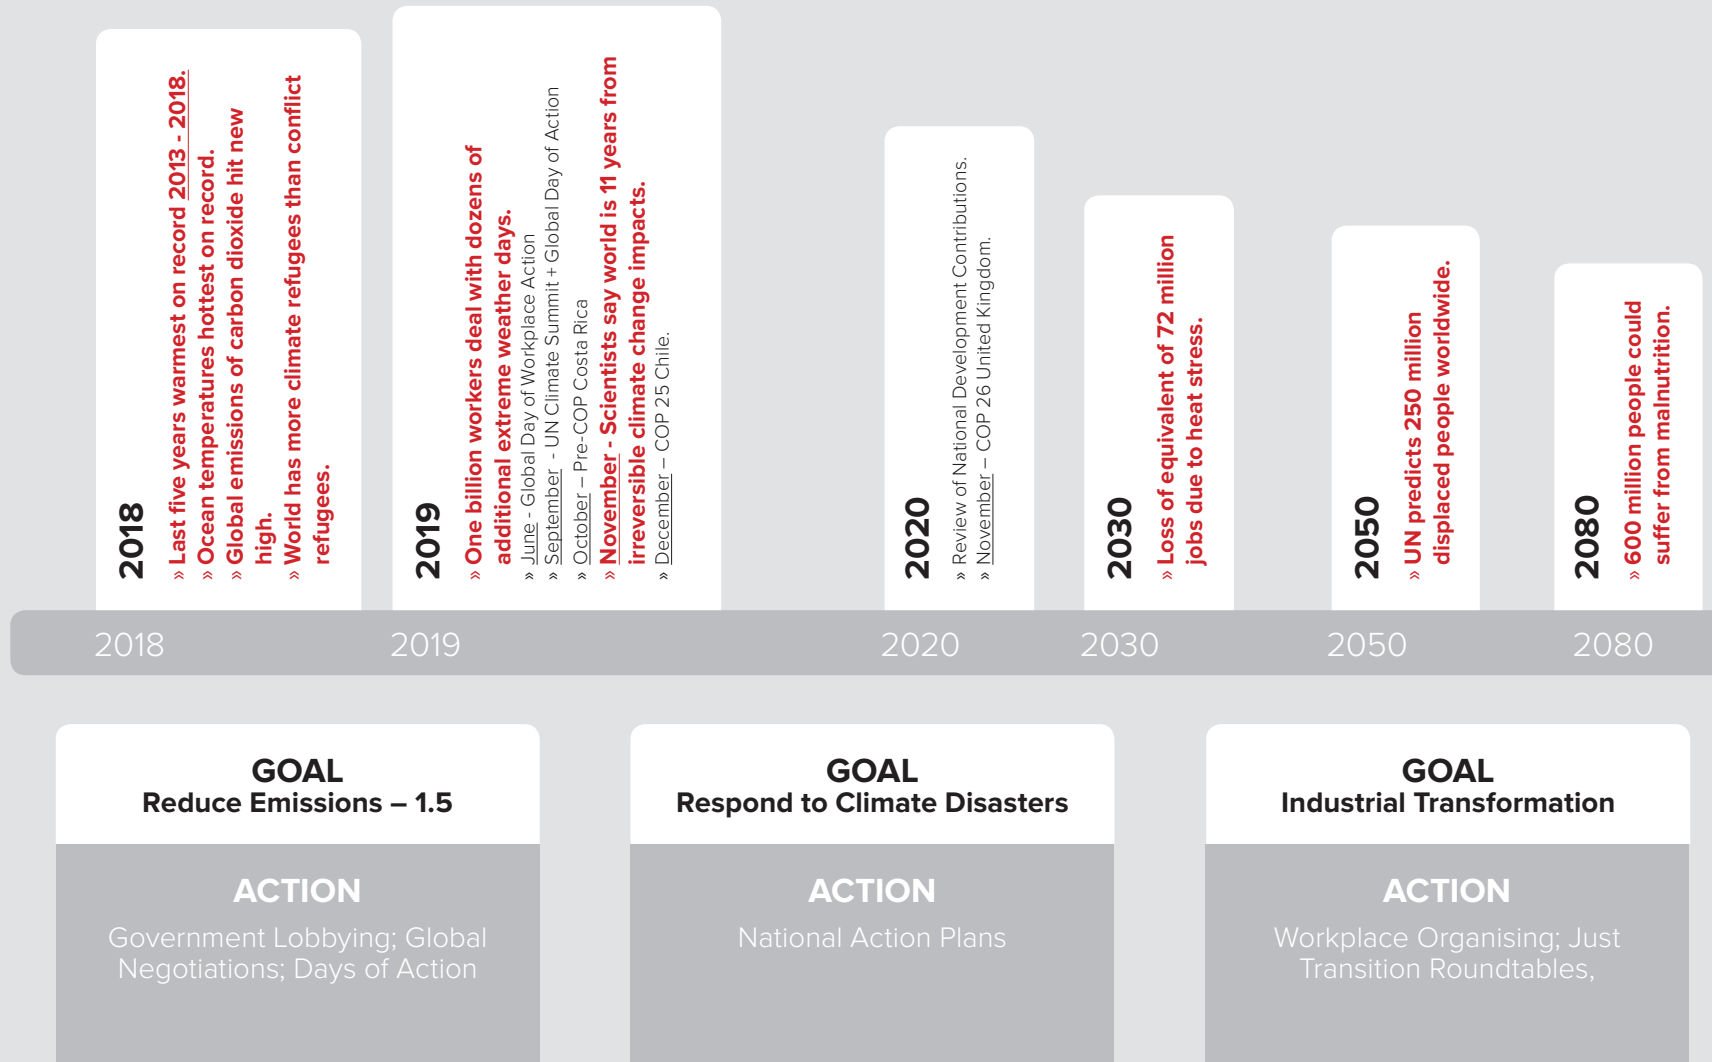 2018
» Last five years warmest on record 2013 - 2018.
» Ocean temperatures hottest on record.
» Global emissions of carbon dioxide hit new
high.
» World has more climate refugees than conflict
refugees.
2019
» One billion workers deal with dozens of
additional extreme weather days.
» June - Global Day of Workplace Action
» September - UN Climate Summit + Global Day of Action
» October – Pre-COP Costa Rica
» November - Scientists say world is 11 years from
irreversible climate change impacts.
» December – COP 25 Chile.
2020
» Review of National Development Contributions.
» November – COP 26 United Kingdom.
2030
» Loss of equivalent of 72 million
jobs due to heat stress.
2050
» UN predicts 250 million
displaced people worldwide.
2080
» 600 million people could
suffer from malnutrition.
2018 2019 2020 2030 2050 2080
GOAL
Reduce Emissions – 1.5
ACTION
Government Lobbying; Global
Negotiations; Days of Action
GOAL
Respond to Climate Disasters
ACTION
National Action Plans
GOAL
Industrial Transformation
ACTION
Workplace Organising; Just
Transition Roundtables,